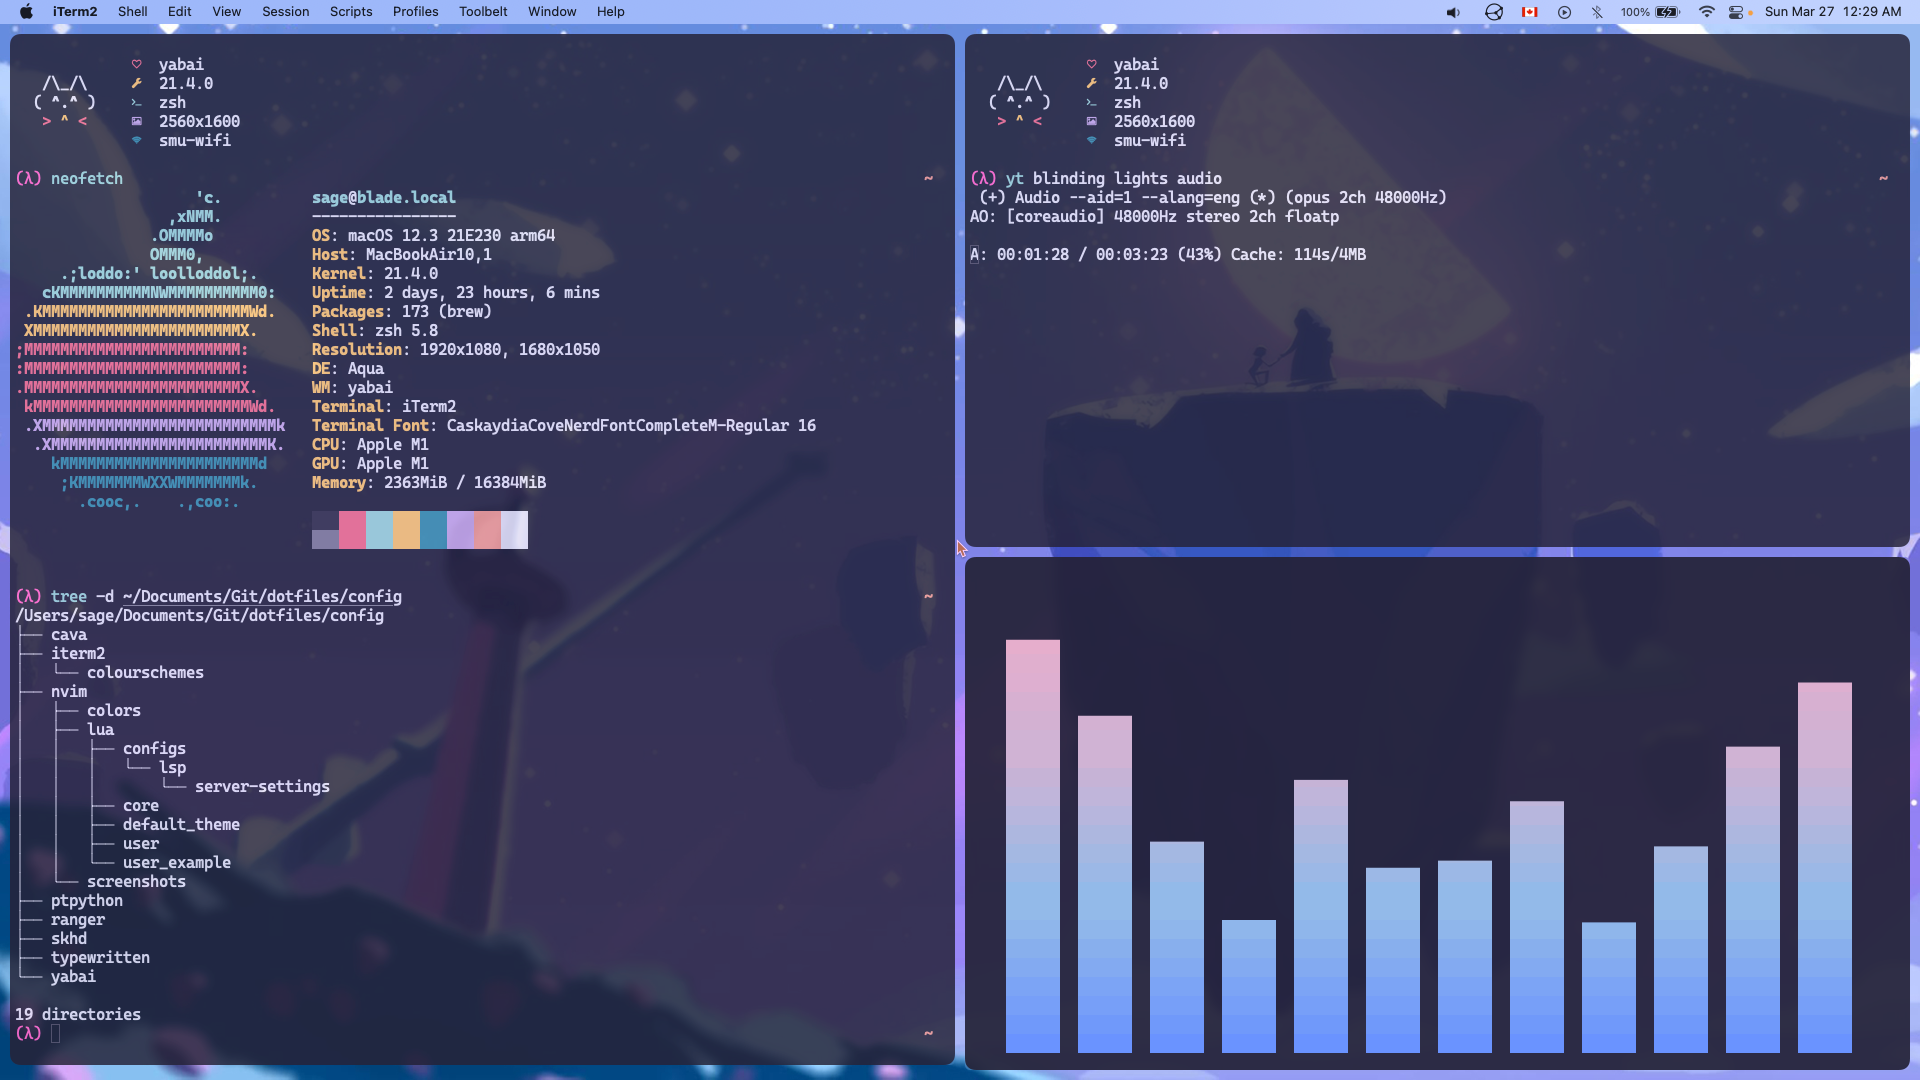 iTerm2 Shell Edit View Session Scripts Profiles Toolbelt Window Help 100% Sun Mar 27 12:29 AM
/\_/\
( ^.^ )
> ^ <
yabai
21.4.0
zsh
2560x1600
smu-wifi
(λ) neofetch ~
'c.
,xNMM.
.OMMMMo
OMMM0,
.;loddo:' loolloddol;.
cKMMMMMMMMMMNWMMMMMMMMMM0:
.KMMMMMMMMMMMMMMMMMMMMMMMWd.
XMMMMMMMMMMMMMMMMMMMMMMMX.
;MMMMMMMMMMMMMMMMMMMMMMMM:
:MMMMMMMMMMMMMMMMMMMMMMMM:
.MMMMMMMMMMMMMMMMMMMMMMMMX.
kMMMMMMMMMMMMMMMMMMMMMMMMWd.
.XMMMMMMMMMMMMMMMMMMMMMMMMMMk
.XMMMMMMMMMMMMMMMMMMMMMMMMK.
kMMMMMMMMMMMMMMMMMMMMMMd
;KMMMMMMMWXXWMMMMMMMk.
.cooc,. .,coo:.
sage@blade.local
----------------
OS: macOS 12.3 21E230 arm64
Host: MacBookAir10,1
Kernel: 21.4.0
Uptime: 2 days, 23 hours, 6 mins
Packages: 173 (brew)
Shell: zsh 5.8
Resolution: 1920x1080, 1680x1050
DE: Aqua
WM: yabai
Terminal: iTerm2
Terminal Font: CaskaydiaCoveNerdFontCompleteM-Regular 16
CPU: Apple M1
GPU: Apple M1
Memory: 2363MiB / 16384MiB
(λ) tree -d ~/Documents/Git/dotfiles/config ~
/Users/sage/Documents/Git/dotfiles/config
├── cava
├── iterm2
│   └── colourschemes
├── nvim
│   ├── colors
│   ├── lua
│   │   ├── configs
│   │   │   └── lsp
│   │   │       └── server-settings
│   │   ├── core
│   │   ├── default_theme
│   │   ├── user
│   │   └── user_example
│   └── screenshots
├── ptpython
├── ranger
├── skhd
├── typewritten
└── yabai
19 directories
(λ) ~
/\_/\
( ^.^ )
> ^ <
yabai
21.4.0
zsh
2560x1600
smu-wifi
(λ) yt blinding lights audio ~
(+) Audio --aid=1 --alang=eng (*) (opus 2ch 48000Hz)
AO: [coreaudio] 48000Hz stereo 2ch floatp
A: 00:01:28 / 00:03:23 (43%) Cache: 114s/4MB